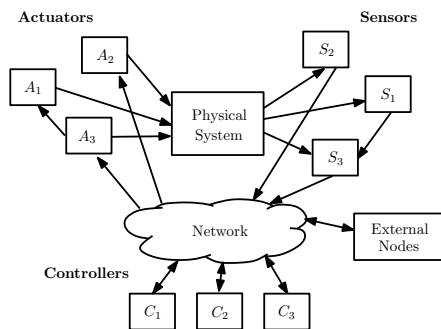 Actuators
Sensors
A₂
S₂
A₁
S₁
Physical
System
A₃
S₃
Network
External
Nodes
Controllers
C₁
C₂
C₃